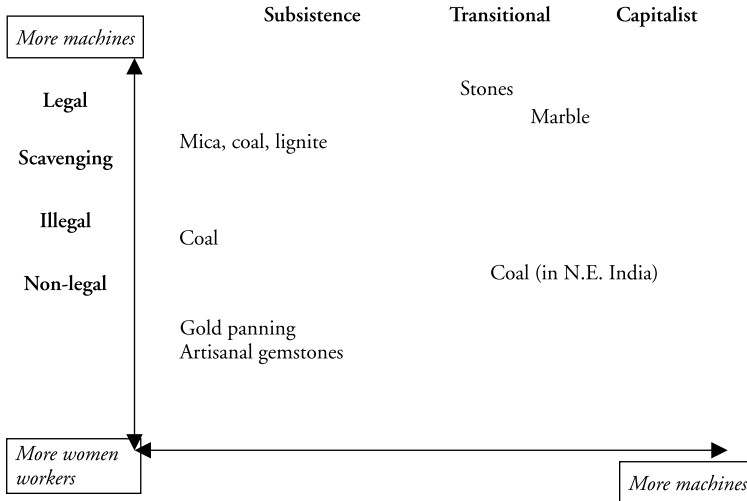 Subsistence Transitional Capitalist
More machines
Legal
Stones
Marble
Mica, coal, lignite
Scavenging
Illegal
Coal
Coal (in N.E. India)
Non-legal
Gold panning
Artisanal gemstones
More women
workers
More machines